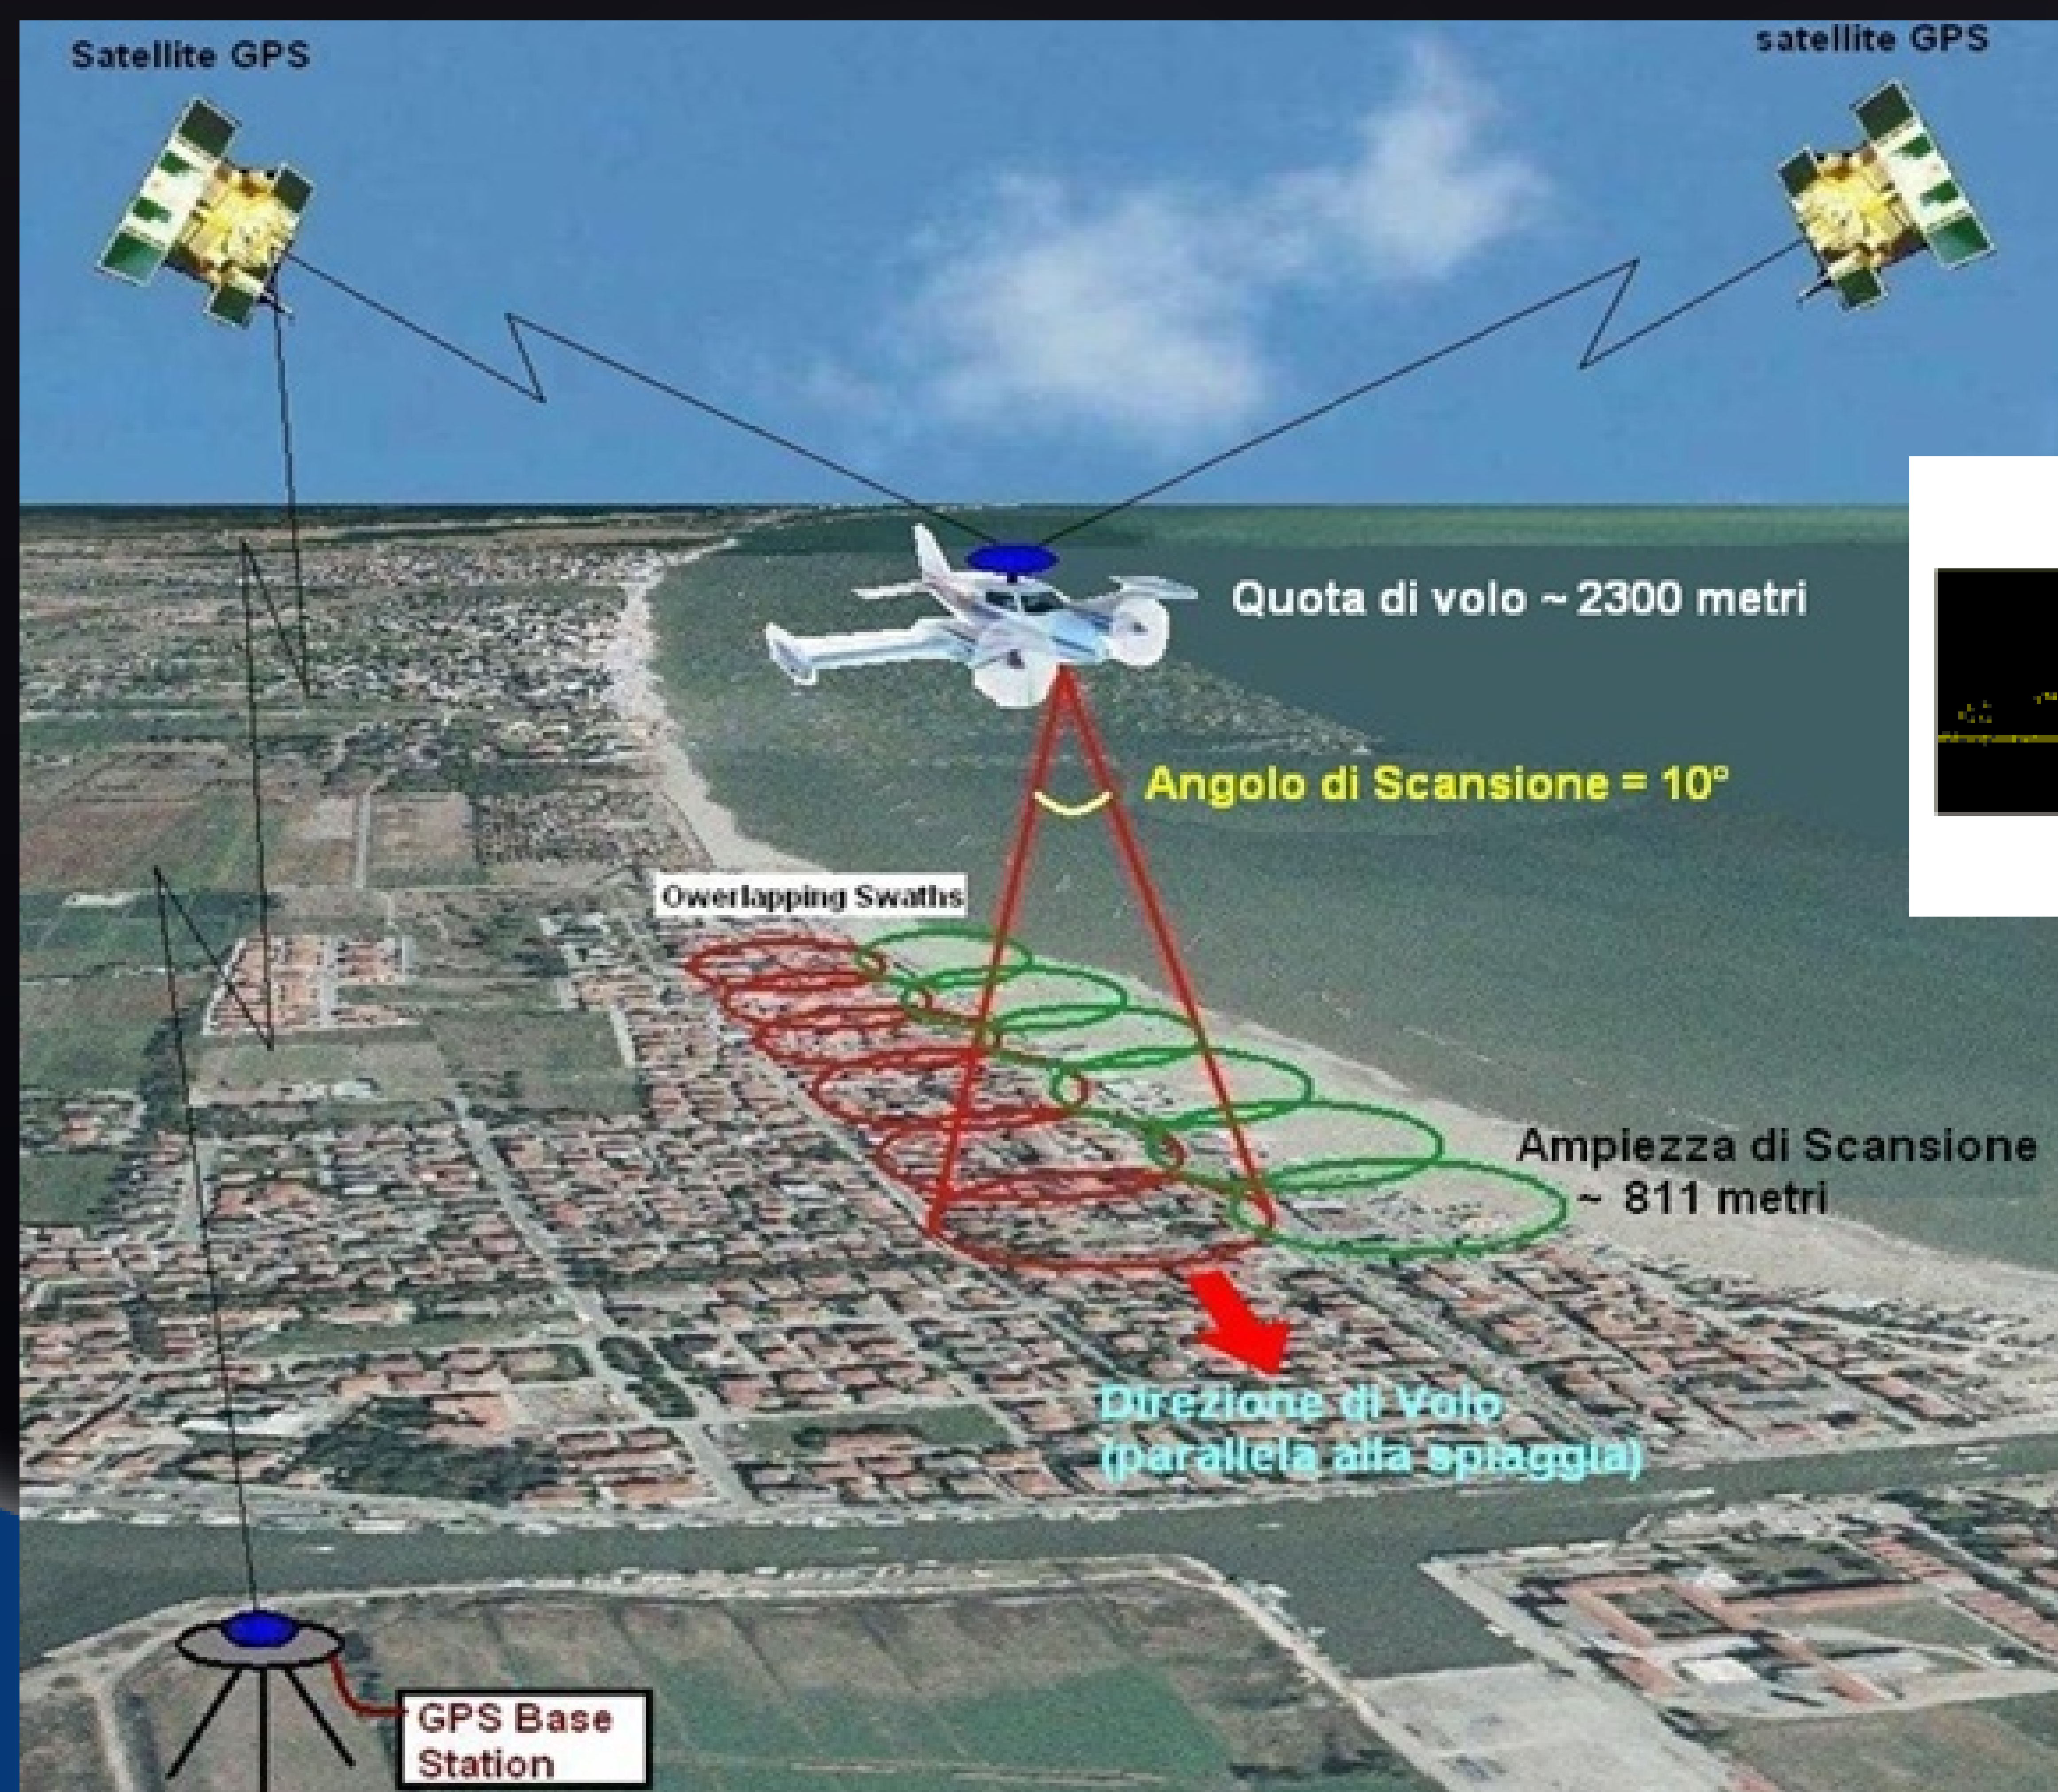 Satellite GPS
satellite GPS
Quota di volo ~ 2300 metri
Angolo di Scansione = 10°
Owerlapping Swaths
Ampiezza di Scansione
~ 811 metri
Direzione di Volo
(parallela alla spiaggia)
GPS Base
Station